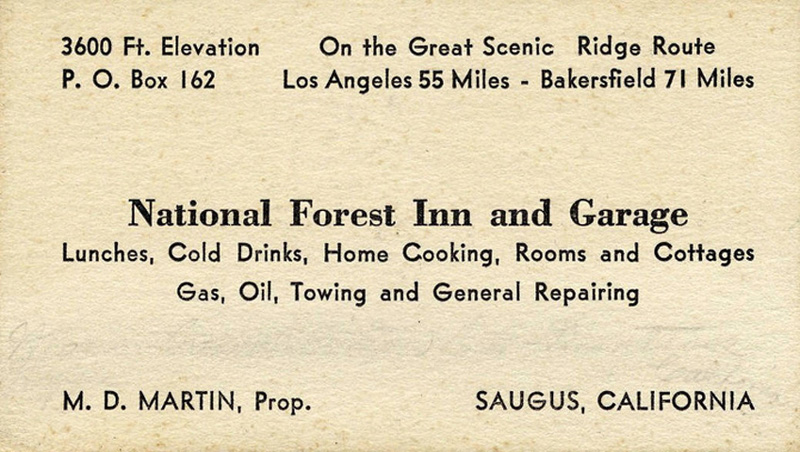 3600 Ft. Elevation On the Great Scenic Ridge Route
P. O. Box 162 Los Angeles 55 Miles - Bakersfield 71 Miles
National Forest Inn and Garage
Lunches, Cold Drinks, Home Cooking, Rooms and Cottages
Gas, Oil, Towing and General Repairing
M. D. MARTIN, Prop. SAUGUS, CALIFORNIA